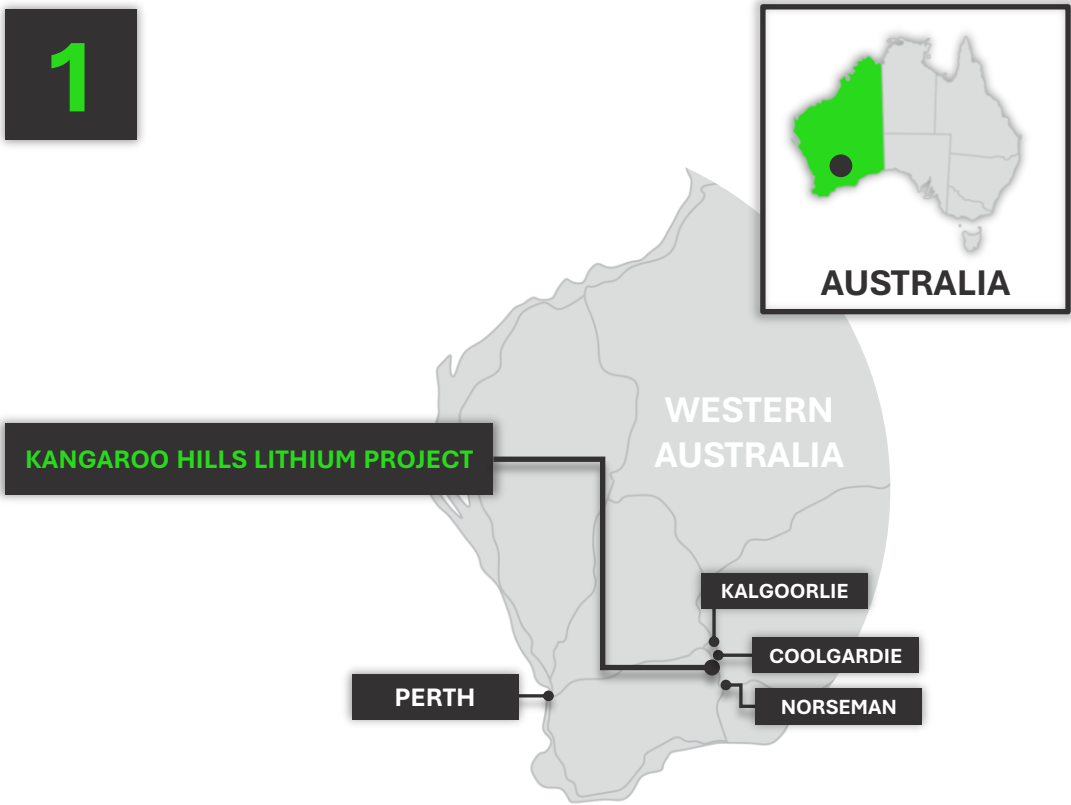 1
AUSTRALIA
WESTERN
AUSTRALIA
KANGAROO HILLS LITHIUM PROJECT
KALGOORLIE
COOLGARDIE
PERTH
NORSEMAN